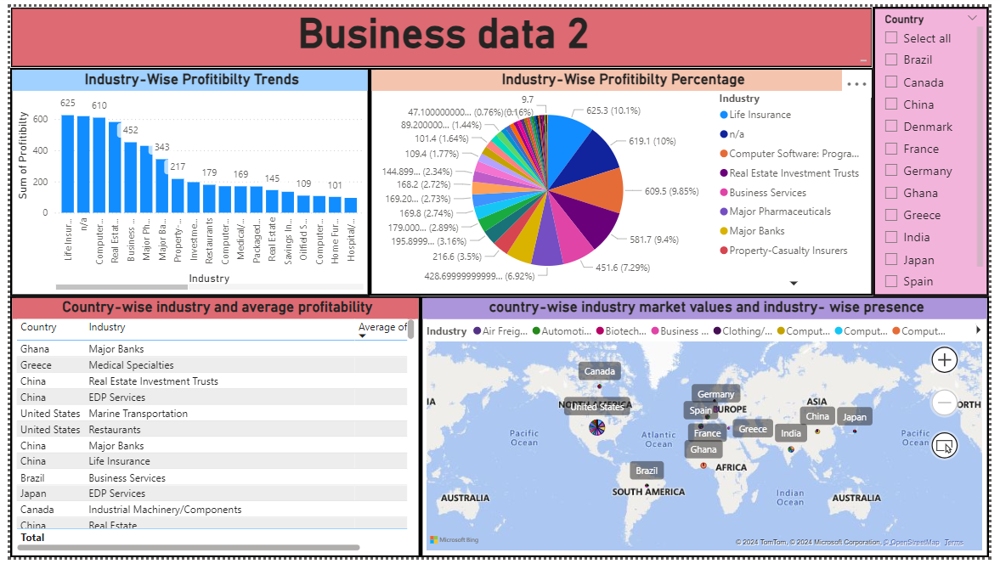 Business data 2
Country
Select all
Brazil
Canada
China
Denmark
France
Germany
Ghana
Greece
India
Japan
Spain
Industry-Wise Profitibilty Trends
Sum of Profitibilty
600
400
200
0
625
610
452
343
217
179
169
145
109
101
Life Insur...
n/a
Computer...
Real Estat...
Business ...
Major Ph...
Major Ba...
Property-...
Investme...
Restaurants
Computer...
Medical/...
Packaged...
Real Estate
Savings In...
Oilfield S...
Computer...
Home Fur...
Hospital/...
Industry
Industry-Wise Profitibilty Percentage
9.7
47.100000000... (0.76%)
(0.16%)
89.200000... (1.44%)
101.4 (1.64%)
109.4 (1.77%)
144.899... (2.34%)
168.2 (2.72%)
169.20... (2.73%)
169.8 (2.74%)
179.000... (2.89%)
195.8999... (3.16%)
216.6 (3.5%)
428.69999999999... (6.92%)
625.3 (10.1%)
619.1 (10%)
609.5 (9.85%)
581.7 (9.4%)
451.6 (7.29%)
Industry
Life Insurance
n/a
Computer Software: Progra...
Real Estate Investment Trusts
Business Services
Major Pharmaceuticals
Major Banks
Property-Casualty Insurers
Country-wise industry and average profitability
Country Industry Average of
Ghana Major Banks
Greece Medical Specialties
China Real Estate Investment Trusts
China EDP Services
United States Marine Transportation
United States Restaurants
China Major Banks
China Life Insurance
Brazil Business Services
Japan EDP Services
Canada Industrial Machinery/Components
China Real Estate
Total
country-wise industry market values and industry- wise presence
Industry Air Freig... Automoti... Biotech... Business ... Clothing/... Comput... Comput... Comput...
Canada
NORTH AMERICA
United States
Germany
Spain
EUROPE
France
Greece
Ghana
India
ASIA
China
Japan
IA
ORTH
Pacific
Ocean
Atlantic
Ocean
Pacific
Ocean
AFRICA
Brazil
SOUTH AMERICA
Indian
Ocean
AUSTRALIA
AUSTRALIA
Microsoft Bing
© 2024 TomTom, © 2024 Microsoft Corporation, © OpenStreetMap Terms